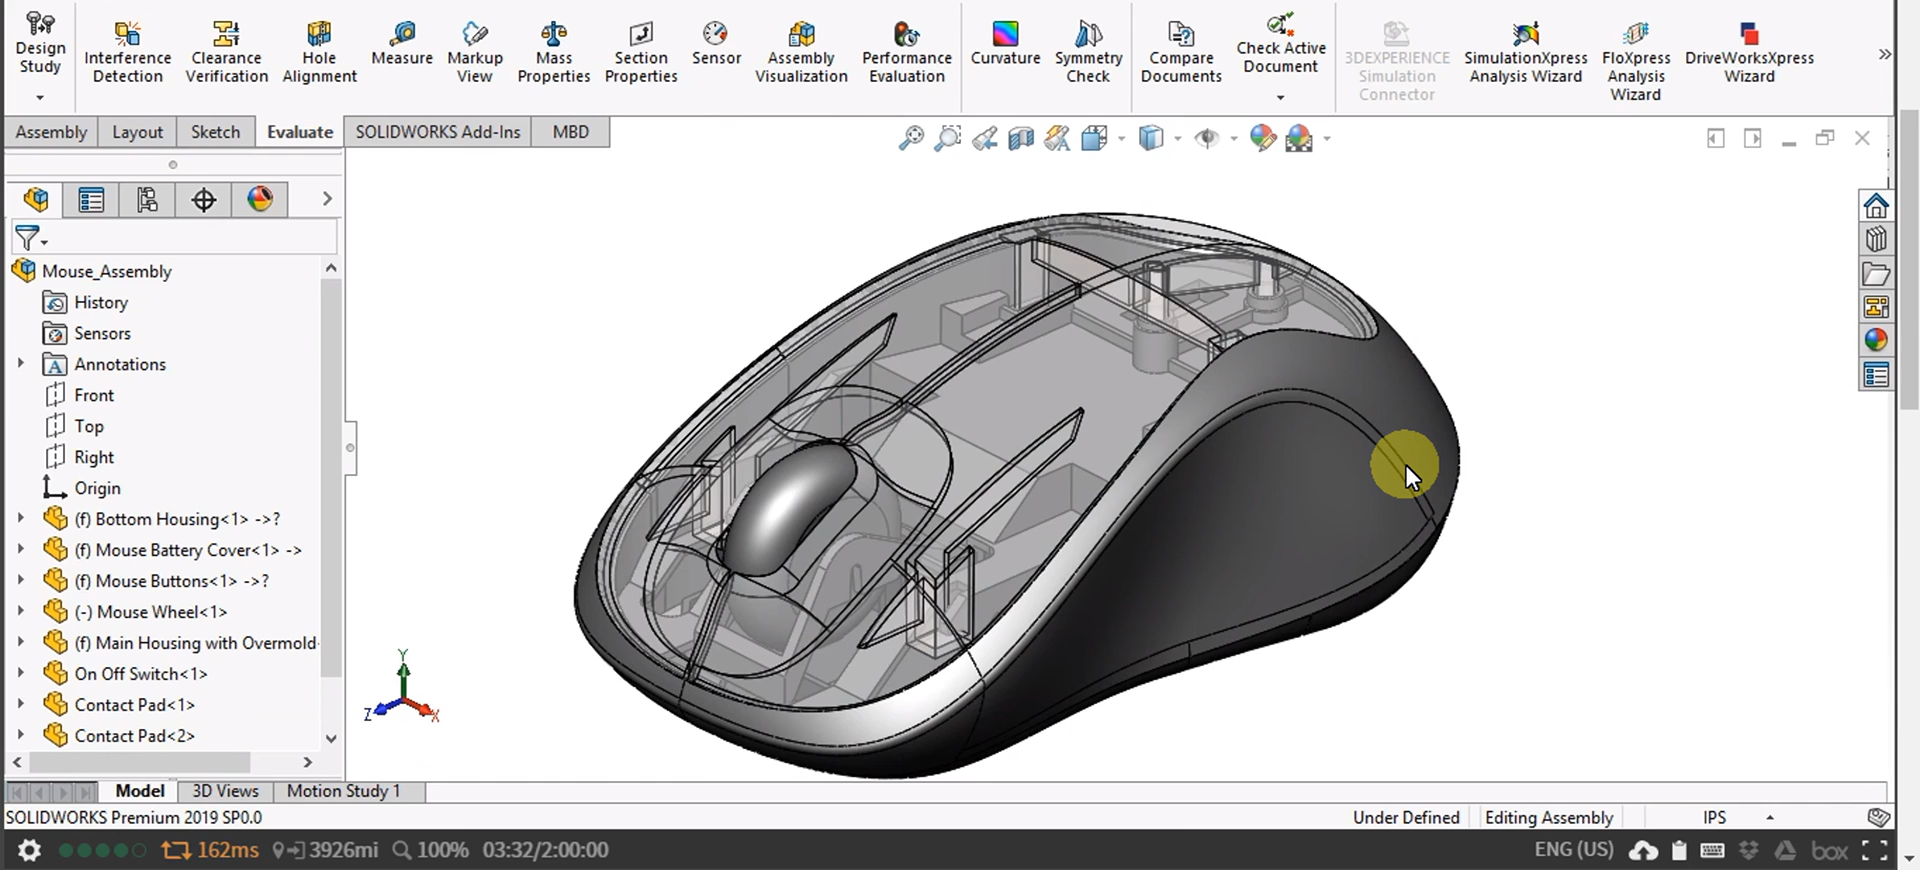 Design
Study
Interference
Detection
Clearance
Verification
Hole
Alignment
Measure
Markup
View
Mass
Properties
Section
Properties
Sensor
Assembly
Visualization
Performance
Evaluation
Curvature
Symmetry
Check
Compare
Documents
Check Active
Document
3DEXPERIENCE
Simulation
Connector
SimulationXpress
Analysis Wizard
FloXpress
Analysis
Wizard
DriveWorksXpress
Wizard
Assembly
Layout
Sketch
Evaluate
SOLIDWORKS Add-Ins
MBD
Mouse_Assembly
History
Sensors
Annotations
Front
Top
Right
Origin
(f) Bottom Housing<1> ->?
(f) Mouse Battery Cover<1> ->
(f) Mouse Buttons<1> ->?
(-) Mouse Wheel<1>
(f) Main Housing with Overmold
On Off Switch<1>
Contact Pad<1>
Contact Pad<2>
Y
Z
X
Model
3D Views
Motion Study 1
SOLIDWORKS Premium 2019 SP0.0
Under Defined
Editing Assembly
IPS
162ms
3926mi
100%
03:32/2:00:00
ENG (US)
box